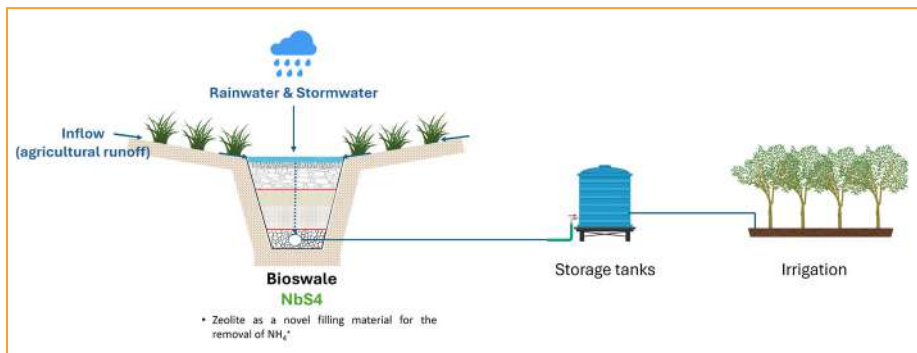 Rainwater & Stormwater
Inflow
(agricultural runoff)
Bioswale
NbS4
• Zeolite as a novel filling material for the
removal of NH₄⁺
Storage tanks
Irrigation